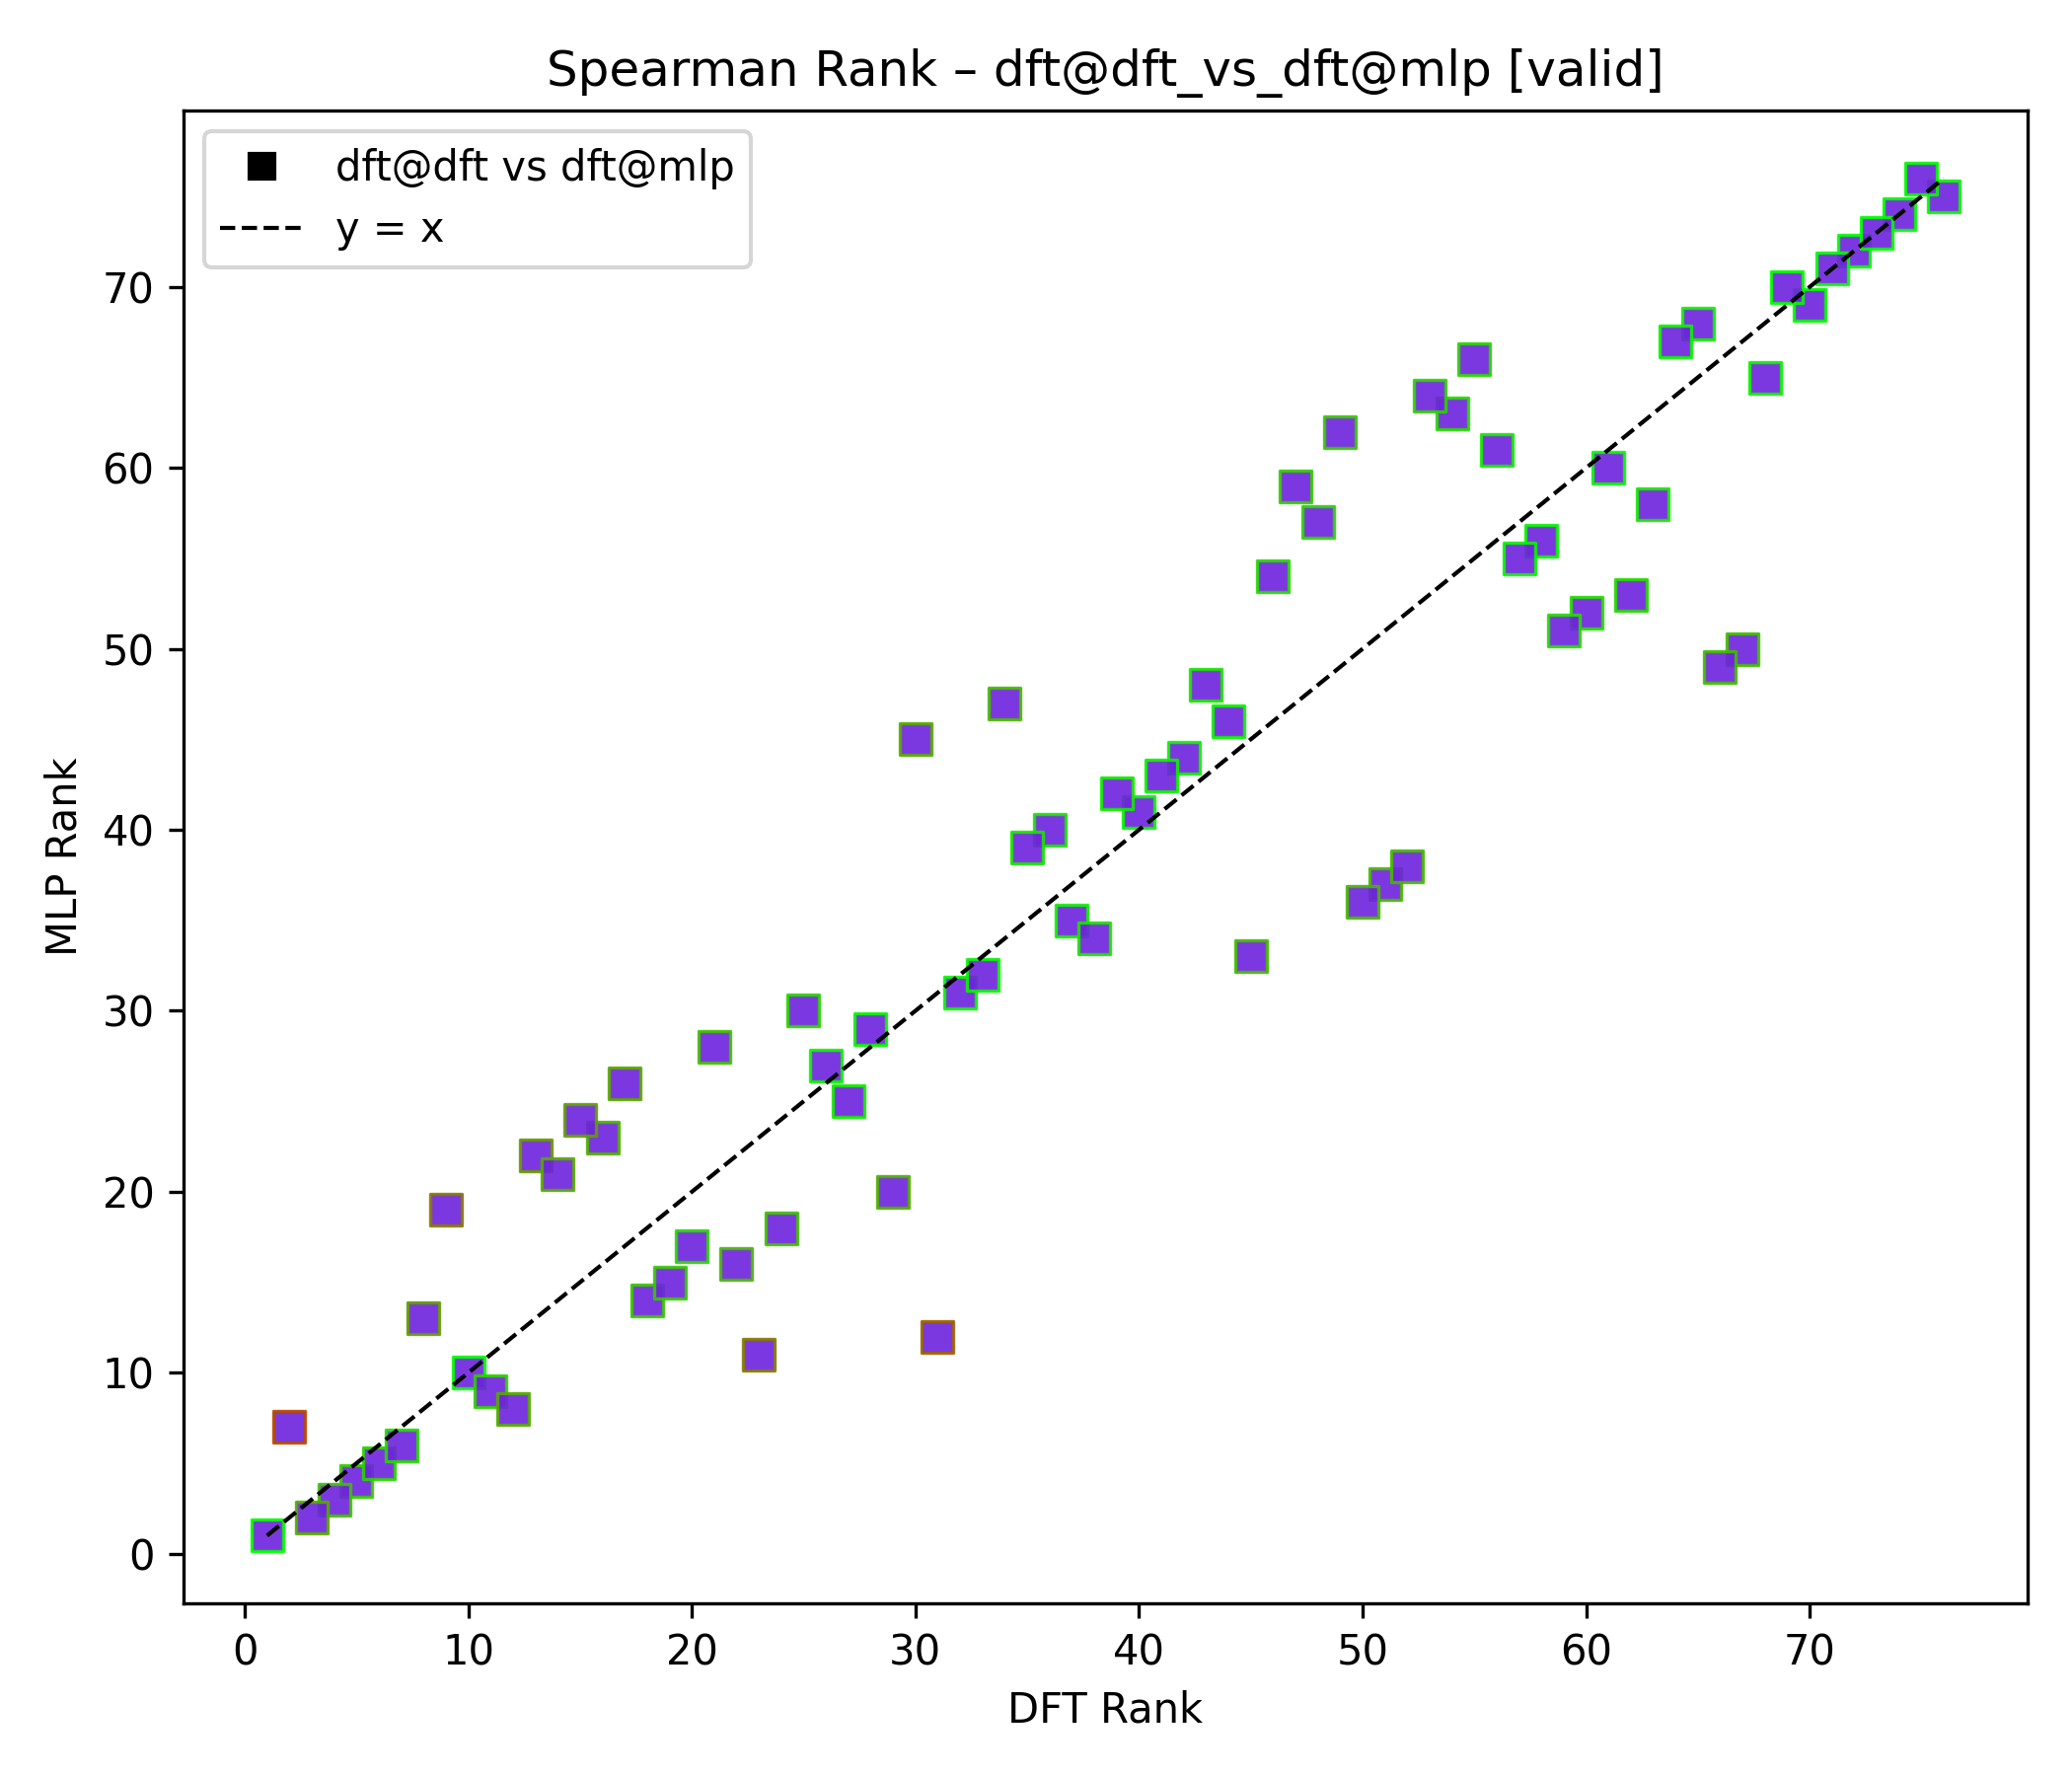 Spearman Rank – dft@dft_vs_dft@mlp [valid]
dft@dft vs dft@mlp
y = x
MLP Rank
70
60
50
40
30
20
10
0
0 10 20 30 40 50 60 70
DFT Rank